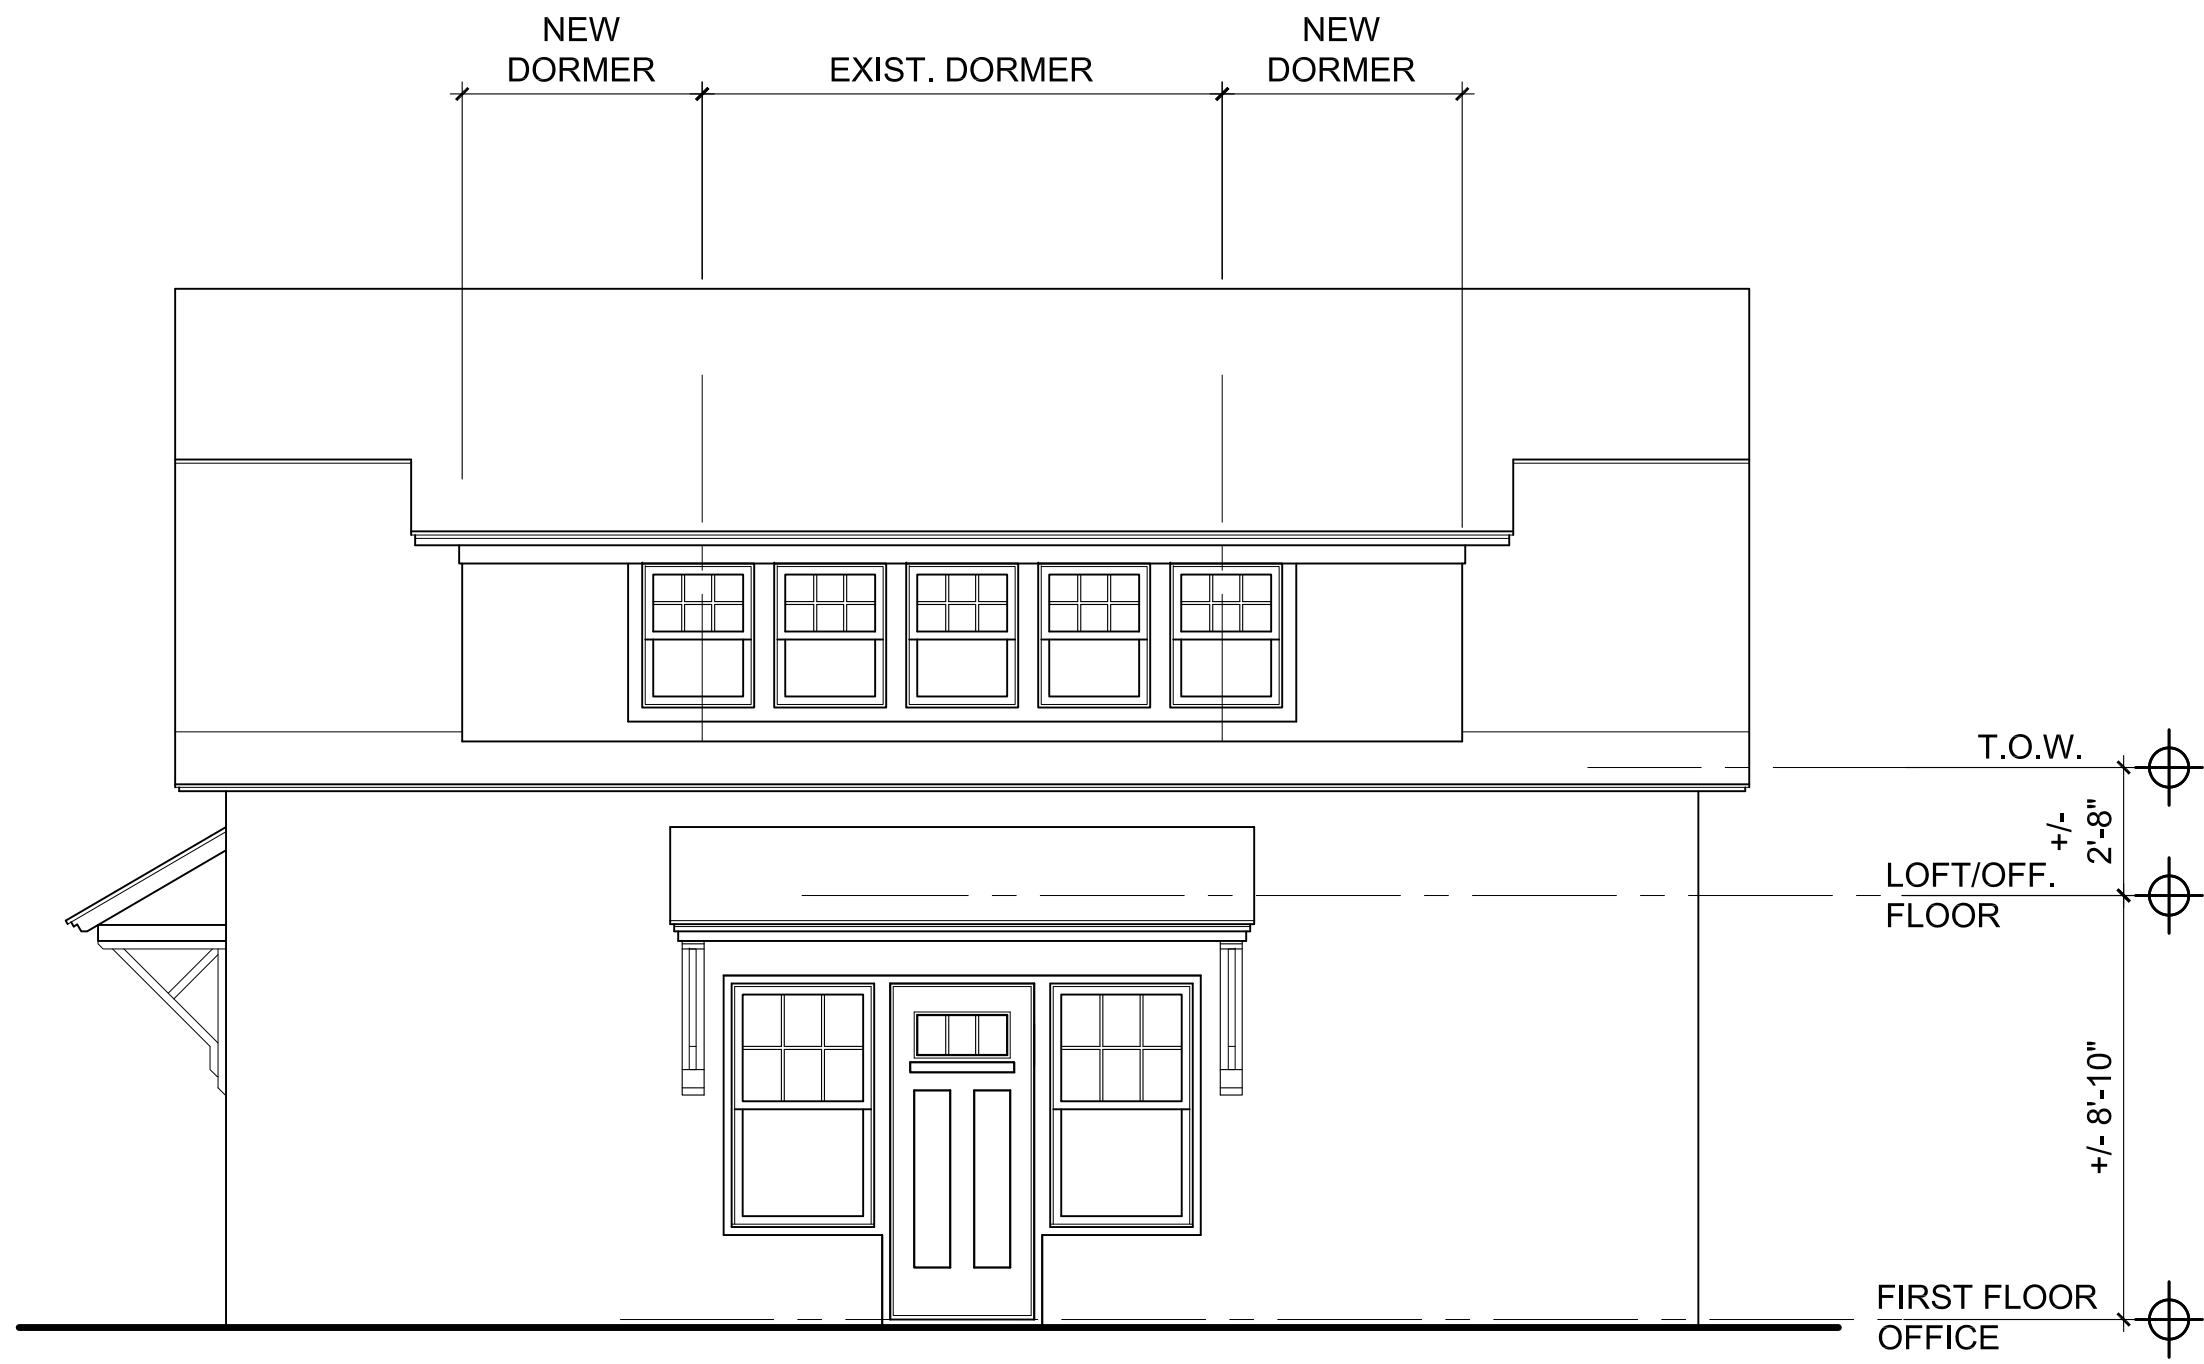 NEW
DORMER
EXIST. DORMER
NEW
DORMER
T.O.W.
+/-
2'-8"
LOFT/OFF.
FLOOR
+/- 8'-10"
FIRST FLOOR
OFFICE